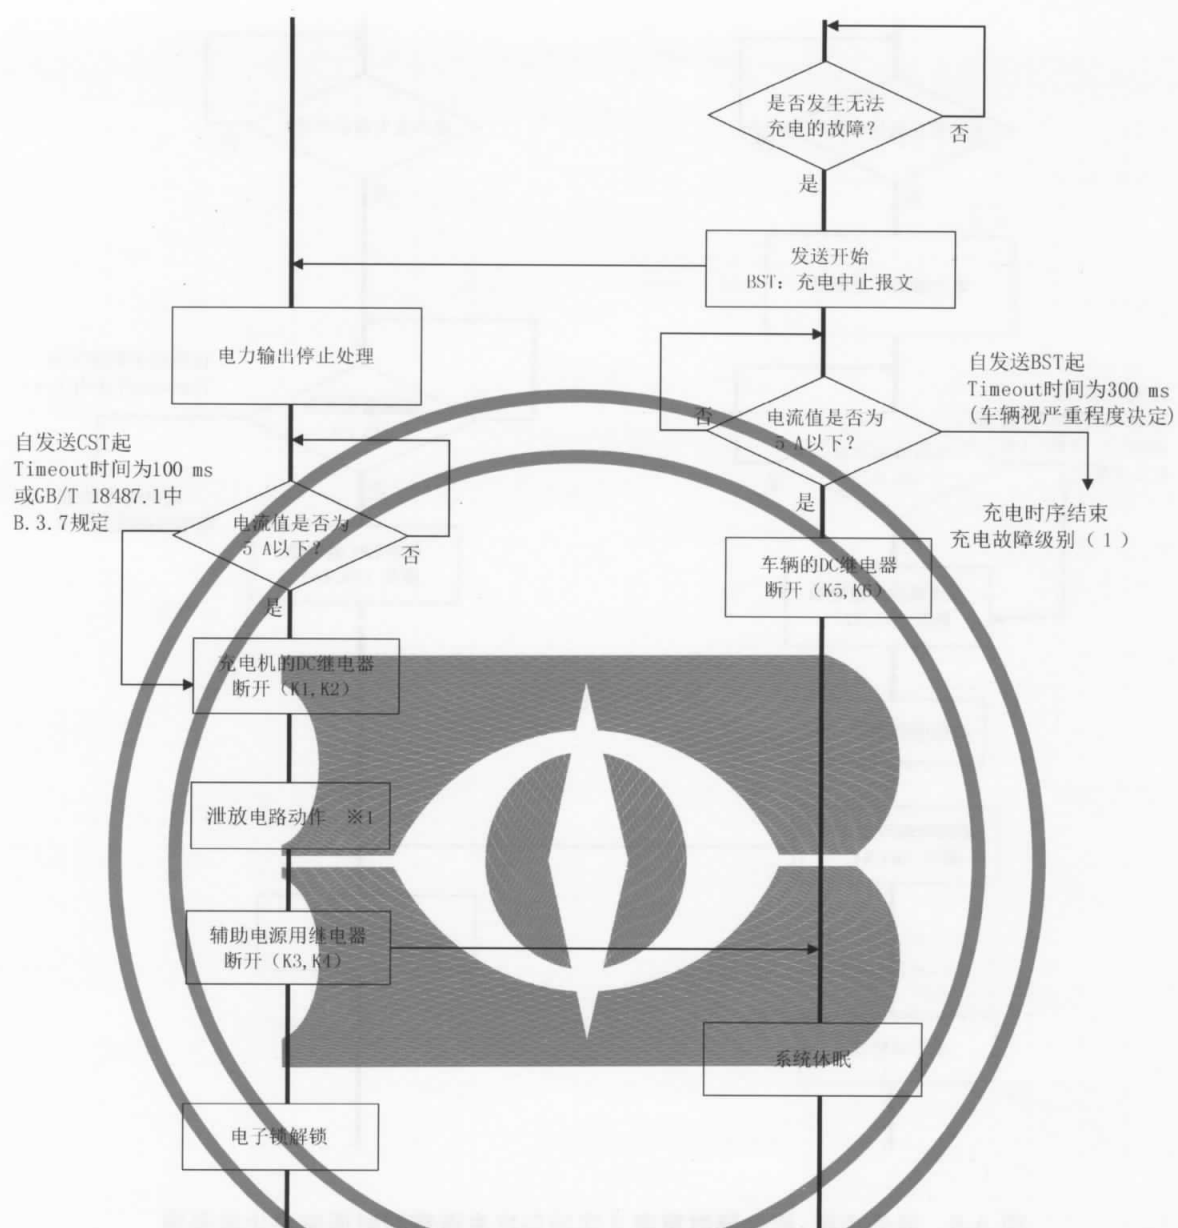 是否发生无法
充电的故障?
否
是
发送开始
BST: 充电中止报文
电力输出停止处理
自发送BST起
Timeout时间为300 ms
(车辆视严重程度决定)
否
电流值是否为
5 A以下?
是
充电时序结束
充电故障级别（1）
自发送CST起
Timeout时间为100 ms
或GB/T 18487.1中
B.3.7规定
电流值是否为
5 A以下?
否
是
车辆的DC继电器
断开（K5,K6）
充电机的DC继电器
断开（K1,K2）
泄放电路动作 ※1
辅助电源用继电器
断开（K3,K4）
系统休眠
电子锁解锁